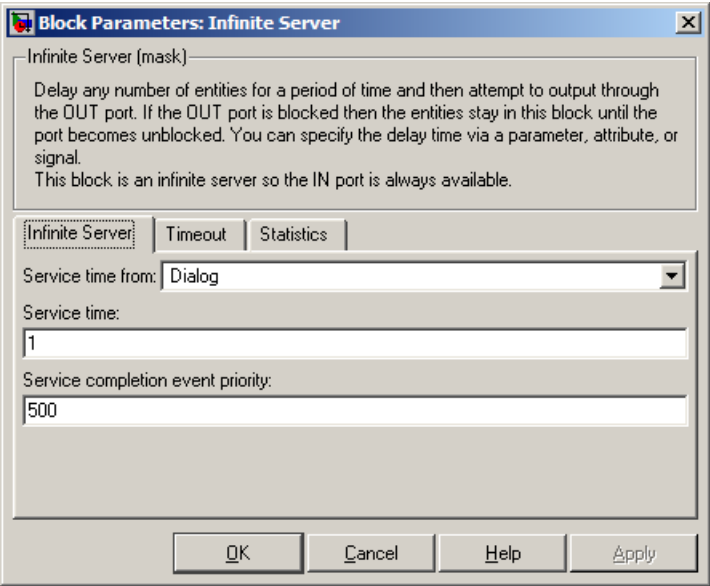 Block Parameters: Infinite Server
Infinite Server (mask)
Delay any number of entities for a period of time and then attempt to output through
the OUT port. If the OUT port is blocked then the entities stay in this block until the
port becomes unblocked. You can specify the delay time via a parameter, attribute, or
signal.
This block is an infinite server so the IN port is always available.
Infinite Server Timeout Statistics
Service time from: Dialog
Service time:
1
Service completion event priority:
500
OK Cancel Help Apply